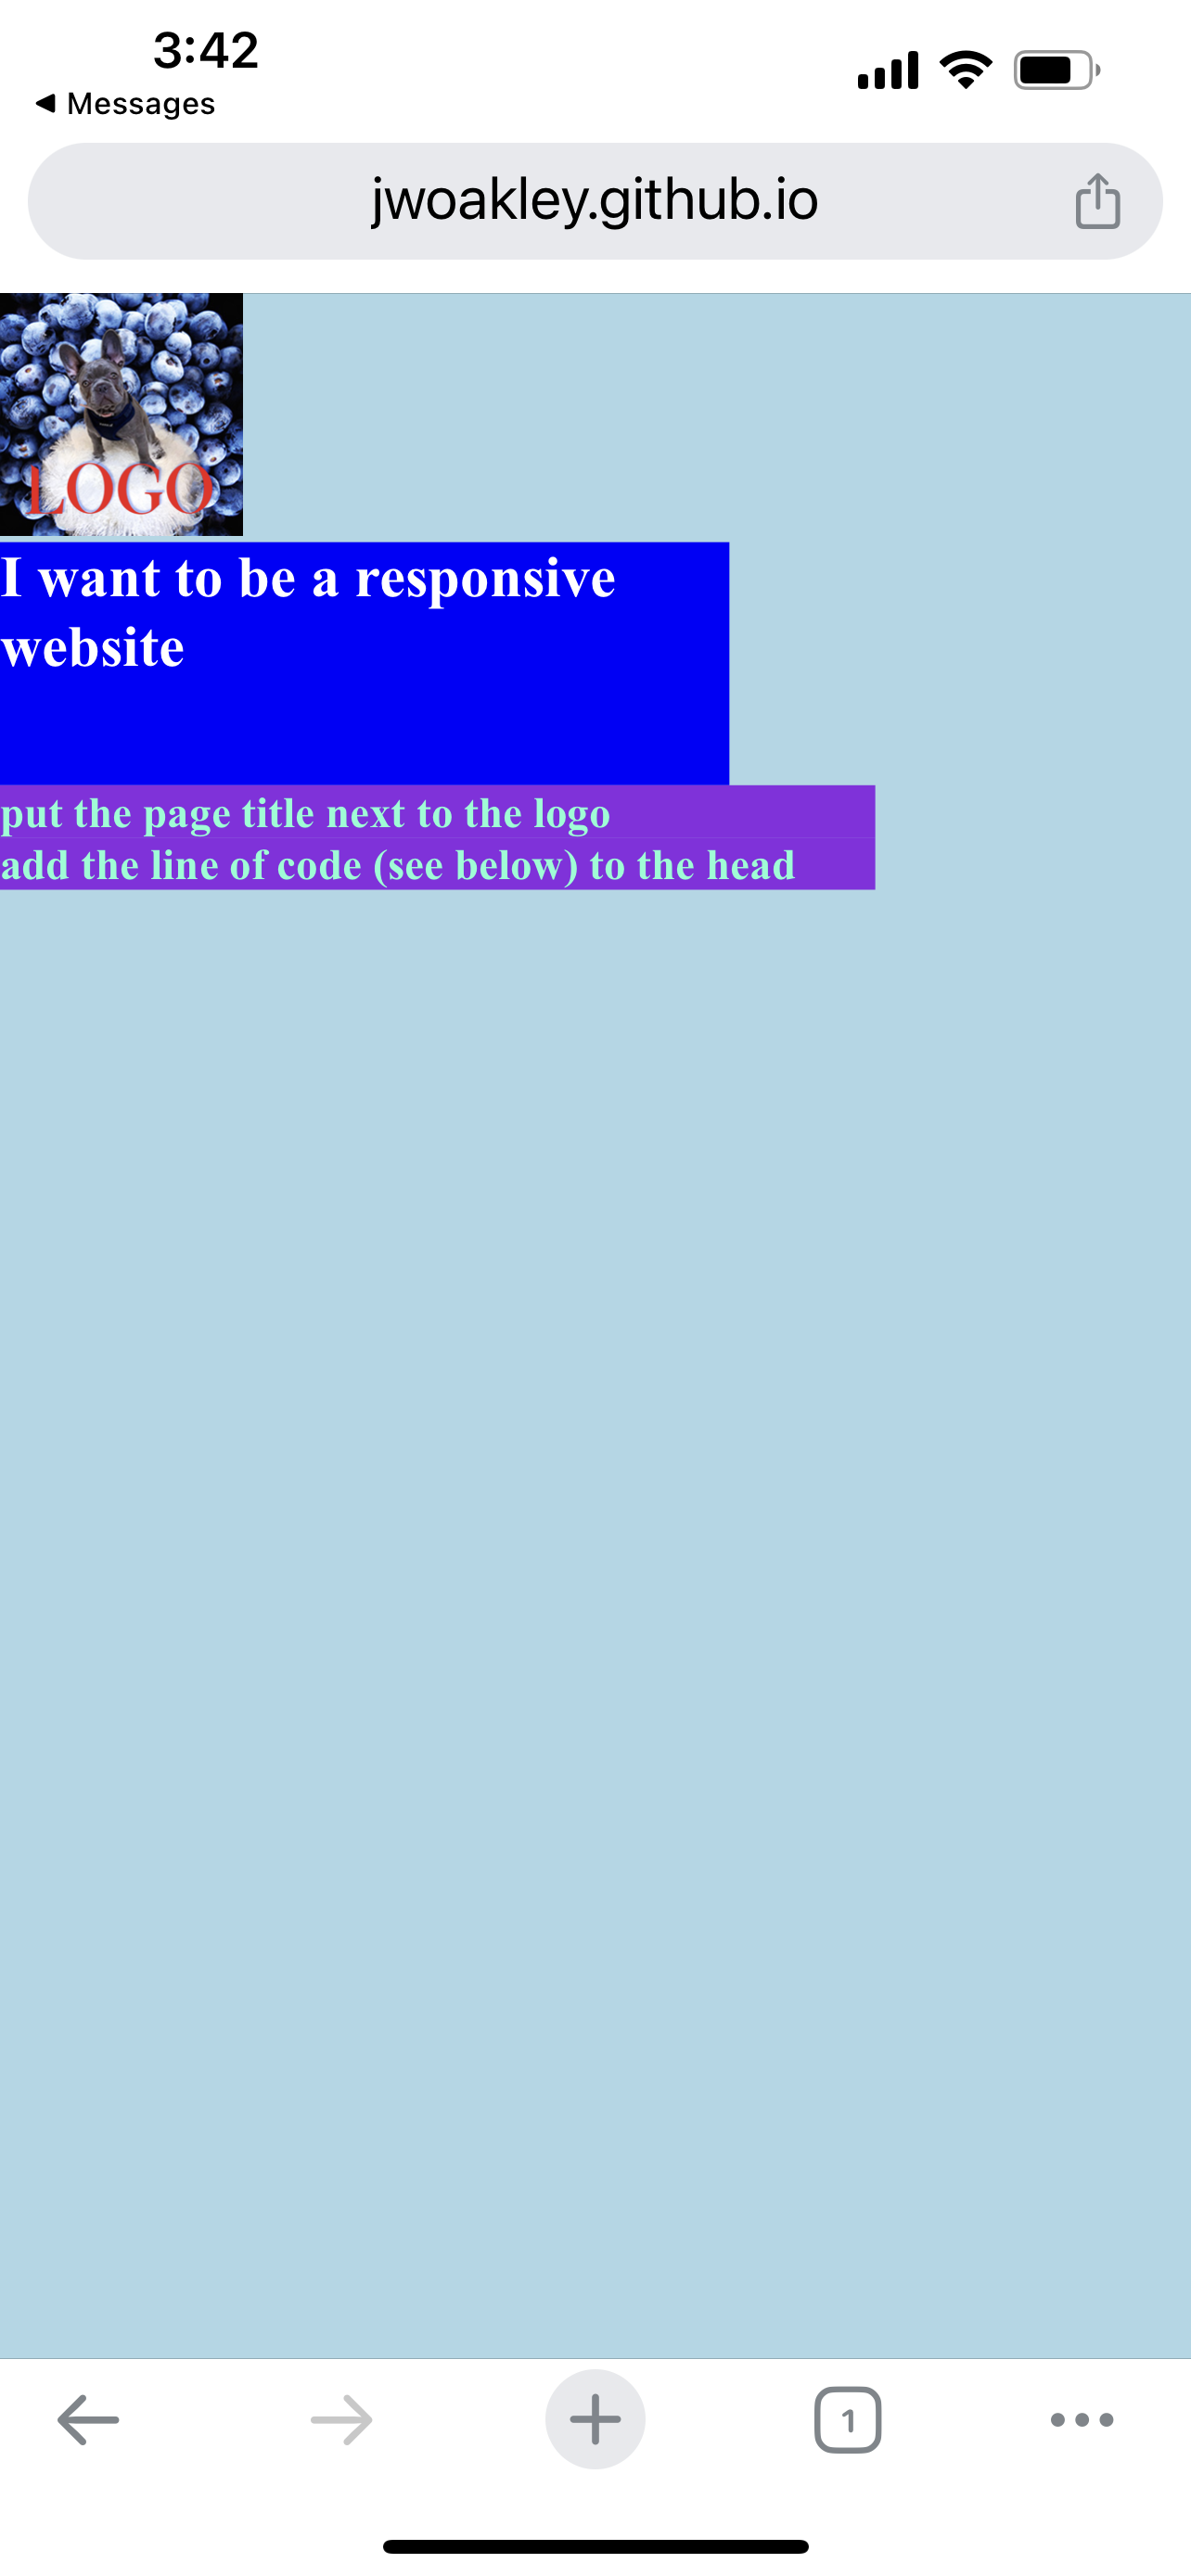 3:42
Messages
jwoakley.github.io
LOGO
I want to be a responsive
website
put the page title next to the logo
add the line of code (see below) to the head
1